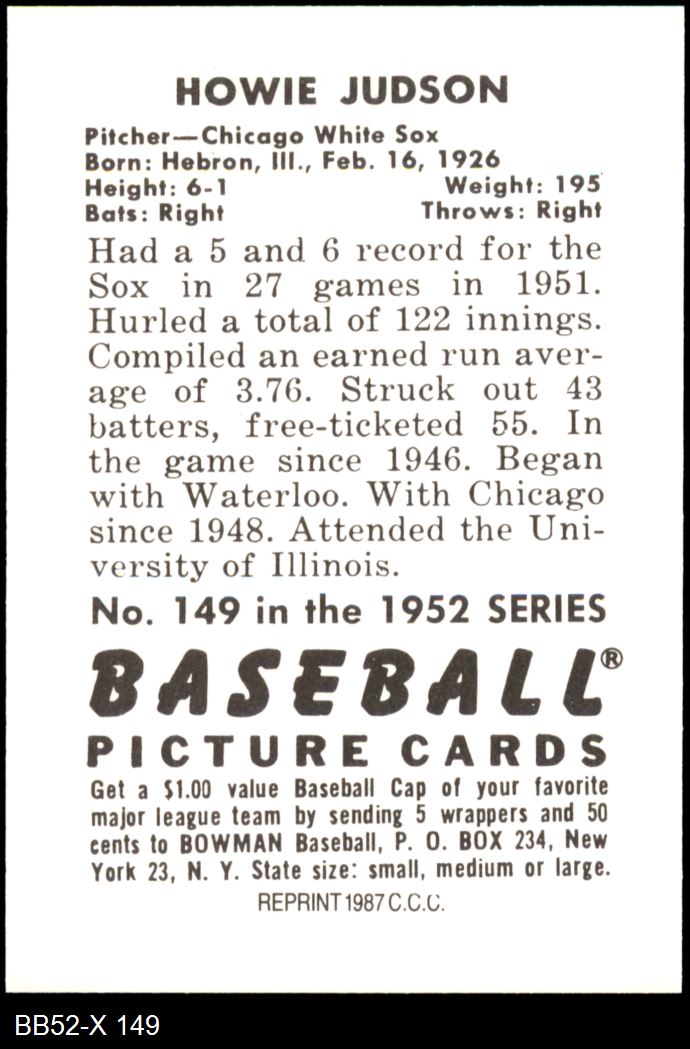 HOWIE JUDSON
Pitcher—Chicago White Sox
Born: Hebron, Ill., Feb. 16, 1926
Height: 6-1 Weight: 195
Bats: Right Throws: Right
Had a 5 and 6 record for the
Sox in 27 games in 1951.
Hurled a total of 122 innings.
Compiled an earned run aver-
age of 3.76. Struck out 43
batters, free-ticketed 55. In
the game since 1946. Began
with Waterloo. With Chicago
since 1948. Attended the Uni-
versity of Illinois.
No. 149 in the 1952 SERIES
BASEBALL®
PICTURE CARDS
Get a $1.00 value Baseball Cap of your favorite
major league team by sending 5 wrappers and 50
cents to BOWMAN Baseball, P. O. BOX 234, New
York 23, N. Y. State size: small, medium or large.
REPRINT 1987 C.C.C.
BB52-X 149